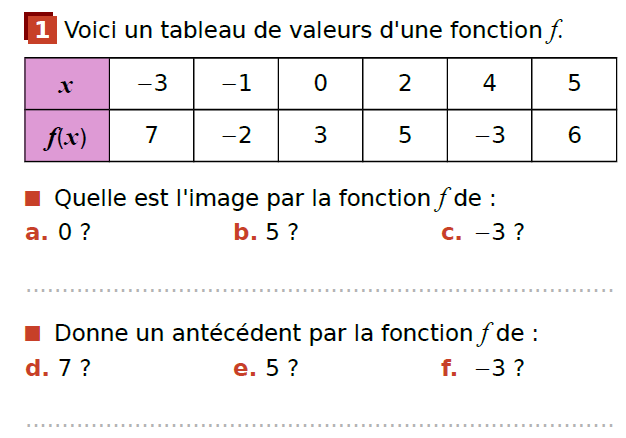 1 Voici un tableau de valeurs d'une fonction f.
x −3 −1 0 2 4 5
f(x) 7 −2 3 5 −3 6
Quelle est l'image par la fonction f de :
a. 0 ? b. 5 ? c. −3 ?
Donne un antécédent par la fonction f de :
d. 7 ? e. 5 ? f. −3 ?